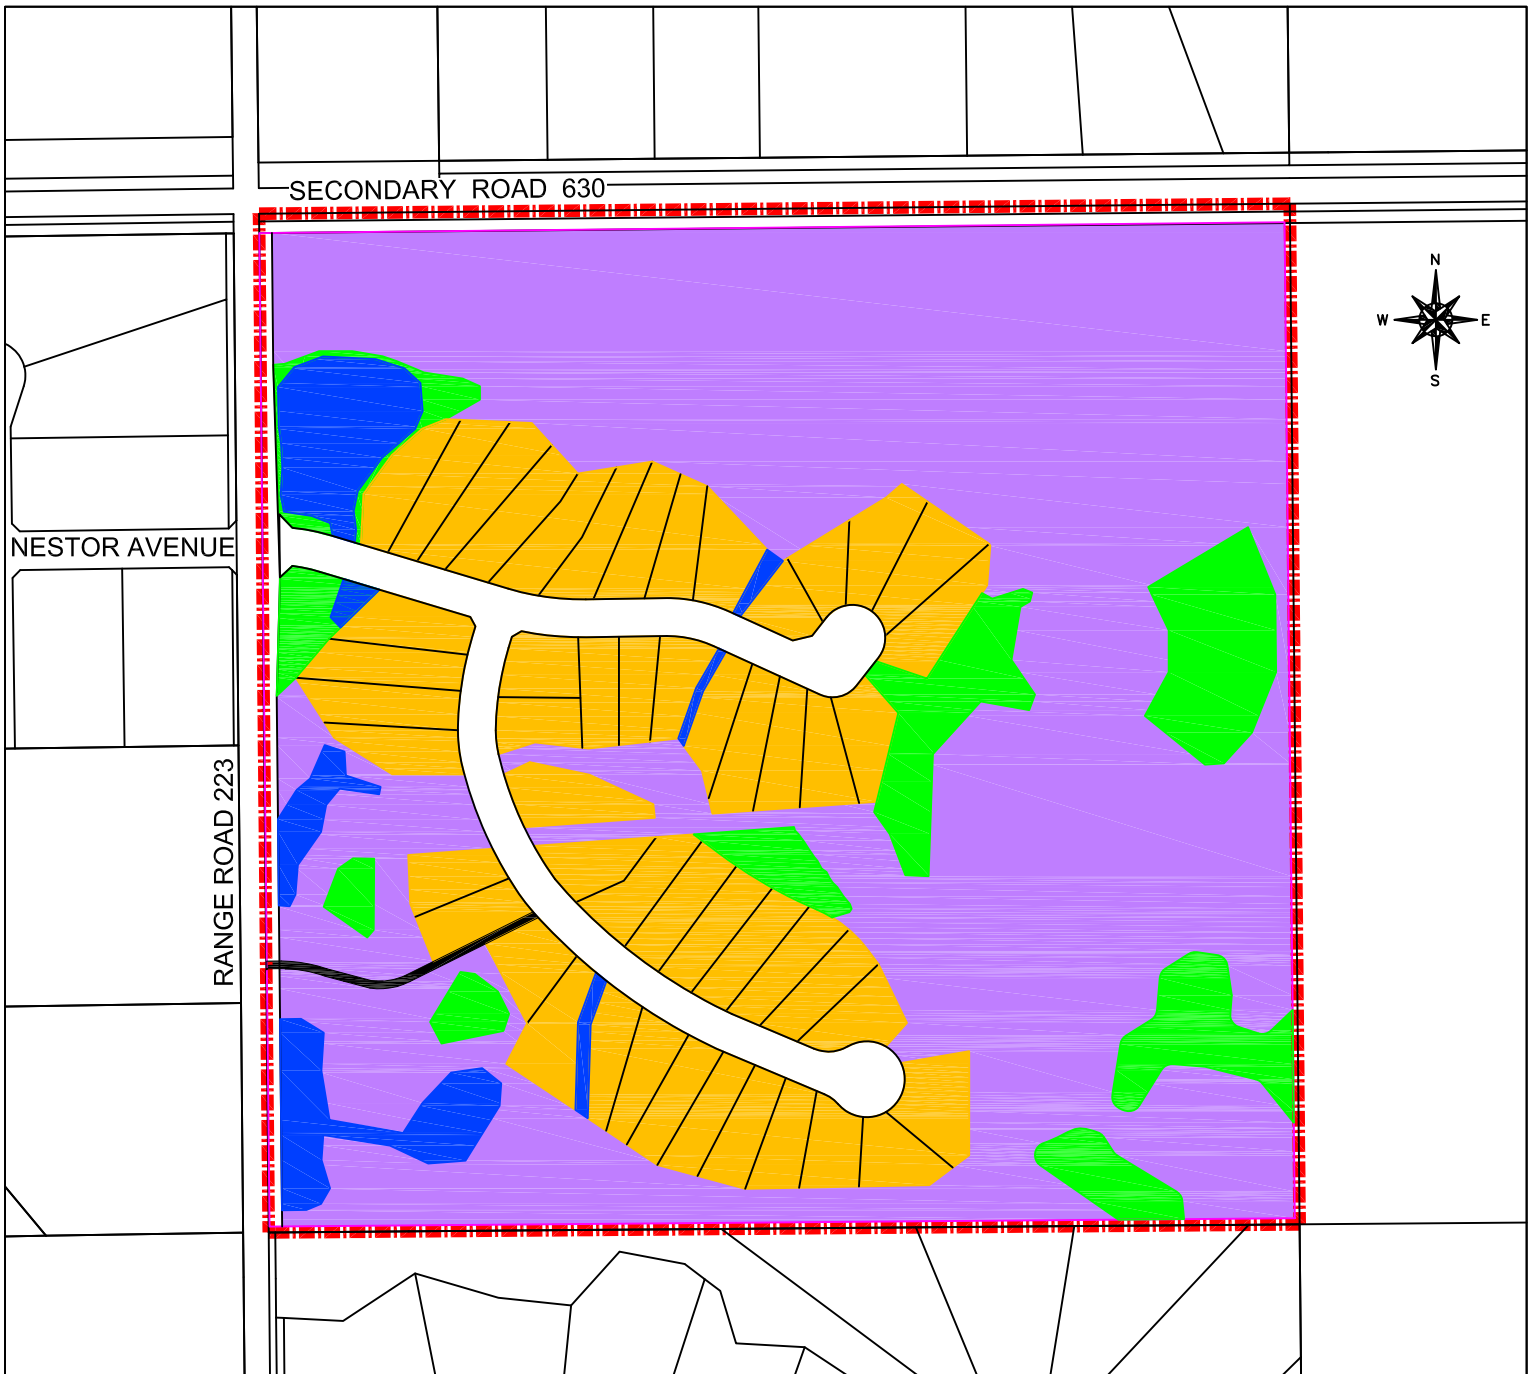 SECONDARY ROAD 630
N
W E
S
NESTOR AVENUE
RANGE ROAD 223